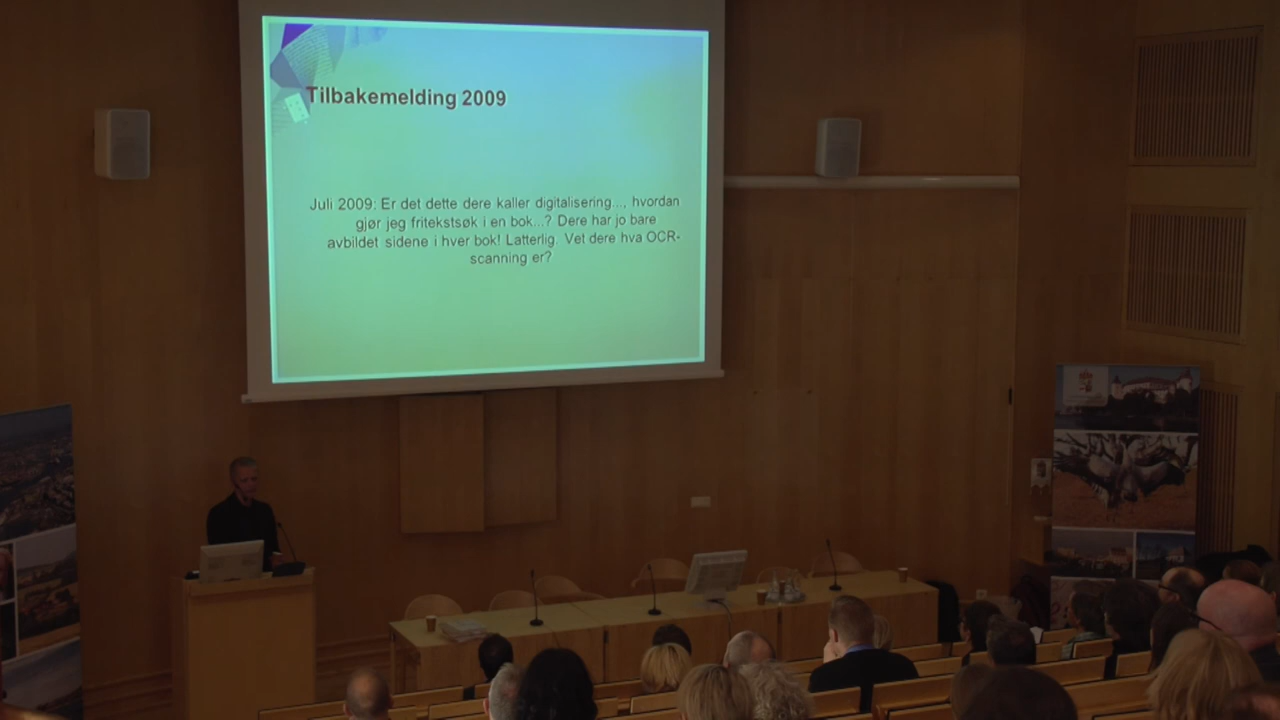 Tilbakemelding 2009
Juli 2009: Er det dette dere kaller digitalisering..., hvordan
gjør jeg fritekstsøk i en bok...? Dere har jo bare
avbildet sidene i hver bok! Latterlig. Vet dere hva OCR-
scanning er?